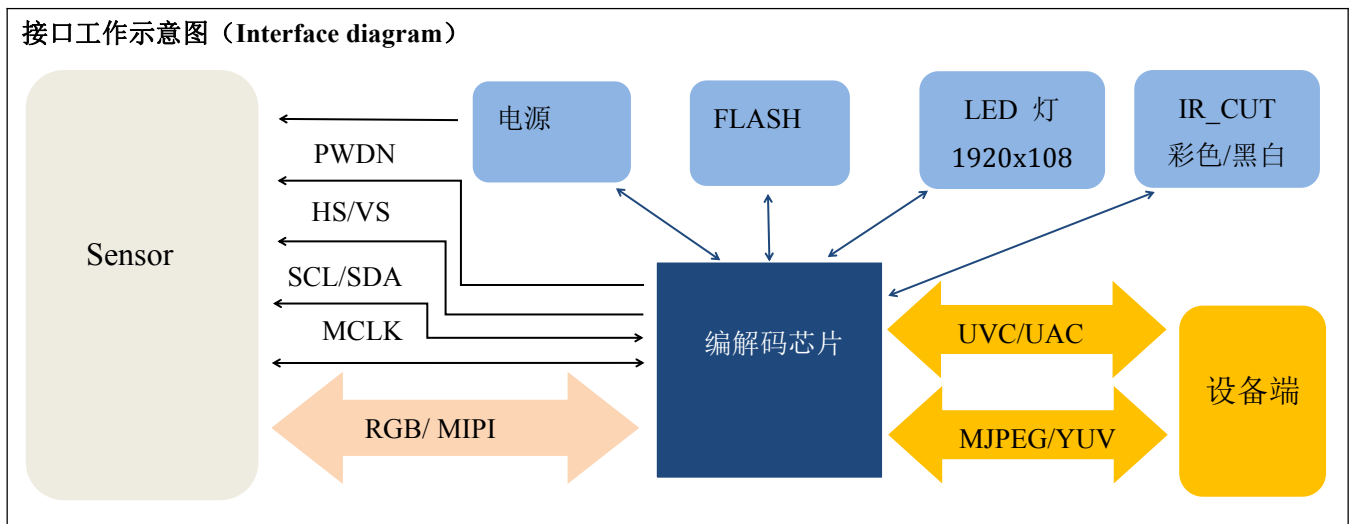 接口工作示意图（Interface diagram）
电源
FLASH
LED 灯
1920x108
IR_CUT
彩色/黑白
PWDN
HS/VS
Sensor
SCL/SDA
MCLK
编解码芯片
UVC/UAC
设备端
RGB/ MIPI
MJPEG/YUV